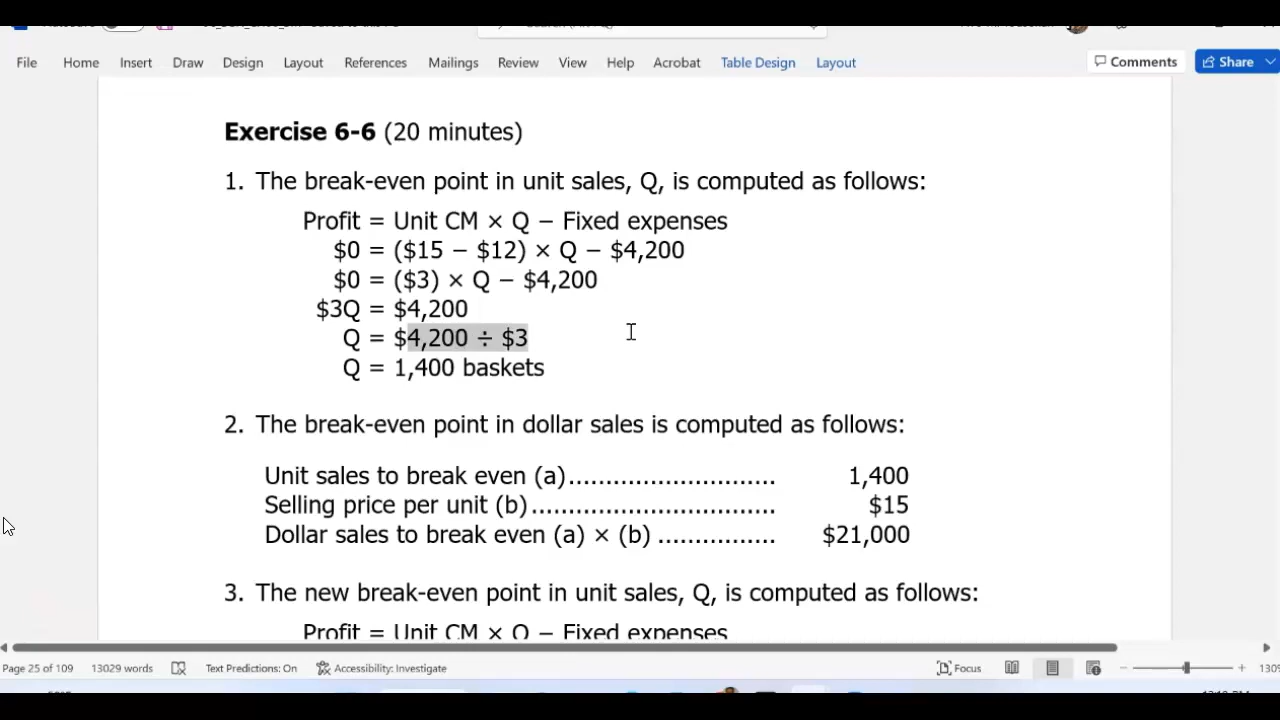 File Home Insert Draw Design Layout References Mailings Review View Help Acrobat Table Design Layout Comments Share
Exercise 6-6 (20 minutes)
1. The break-even point in unit sales, Q, is computed as follows:
Profit = Unit CM × Q − Fixed expenses
$0 = ($15 − $12) × Q − $4,200
$0 = ($3) × Q − $4,200
$3Q = $4,200
Q = $4,200 ÷ $3
Q = 1,400 baskets
2. The break-even point in dollar sales is computed as follows:
Unit sales to break even (a)........................... 1,400
Selling price per unit (b)................................ $15
Dollar sales to break even (a) × (b) ................ $21,000
3. The new break-even point in unit sales, Q, is computed as follows:
Profit = Unit CM × Q − Fixed expenses
Page 25 of 109 13029 words Text Predictions: On Accessibility: Investigate Focus 130%